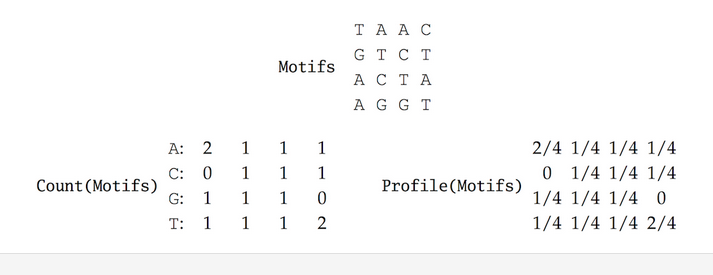 T A A C
G T C T
Motifs
A C T A
A G G T
A: 2 1 1 1 2/4 1/4 1/4 1/4
C: 0 1 1 1 0 1/4 1/4 1/4
Count(Motifs) Profile(Motifs)
G: 1 1 1 0 1/4 1/4 1/4 0
T: 1 1 1 2 1/4 1/4 1/4 2/4